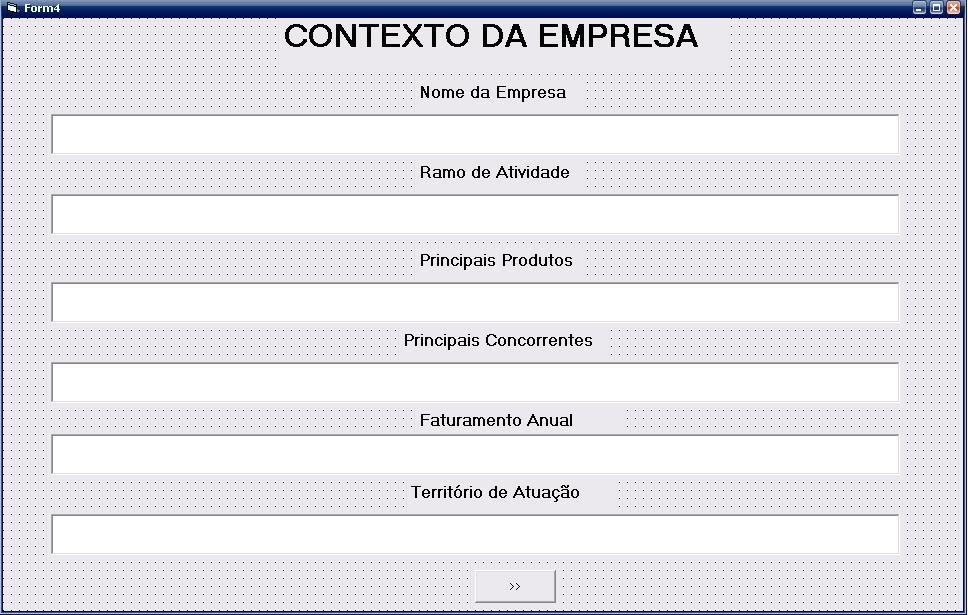 Form4
CONTEXTO DA EMPRESA
Nome da Empresa
Ramo de Atividade
Principais Produtos
Principais Concorrentes
Faturamento Anual
Território de Atuação
>>